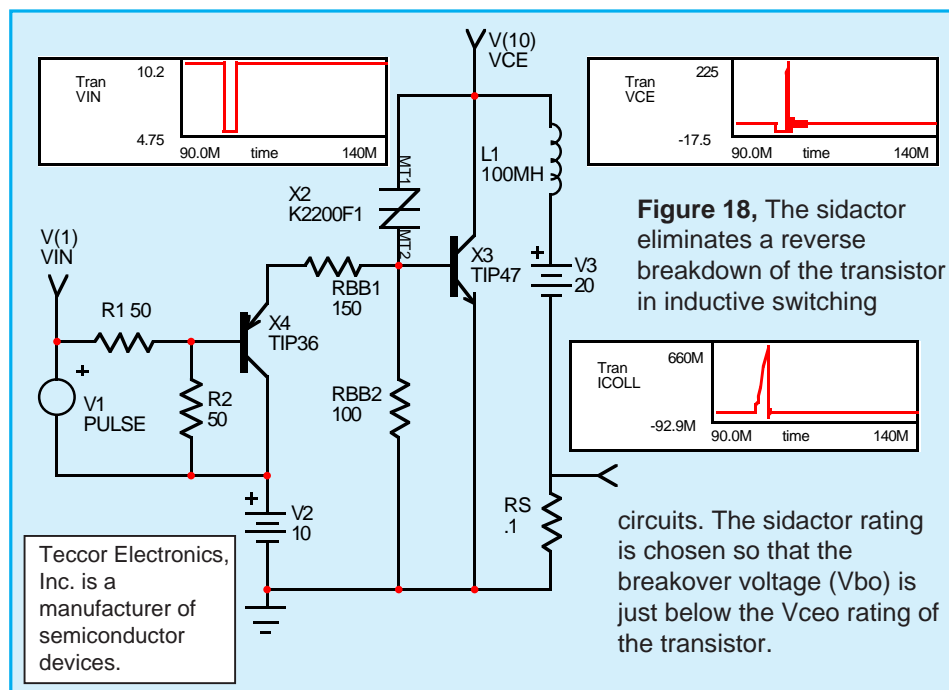 V(10)
VCE
Tran
VIN
10.2
4.75
90.0M time 140M
Tran
VCE
225
-17.5
90.0M time 140M
L1
100MH
MT1
X2
K2200F1
MT2
Figure 18, The sidactor
eliminates a reverse
breakdown of the transistor
in inductive switching
V(1)
VIN
X3
TIP47
+
V3
20
RBB1
150
R1 50
X4
TIP36
Tran
ICOLL
660M
-92.9M
90.0M time 140M
+
V1
PULSE
R2
50
RBB2
100
+
V2
10
RS
.1
circuits. The sidactor rating
is chosen so that the
breakover voltage (Vbo) is
just below the Vceo rating of
the transistor.
Teccor Electronics,
Inc. is a
manufacturer of
semiconductor
devices.